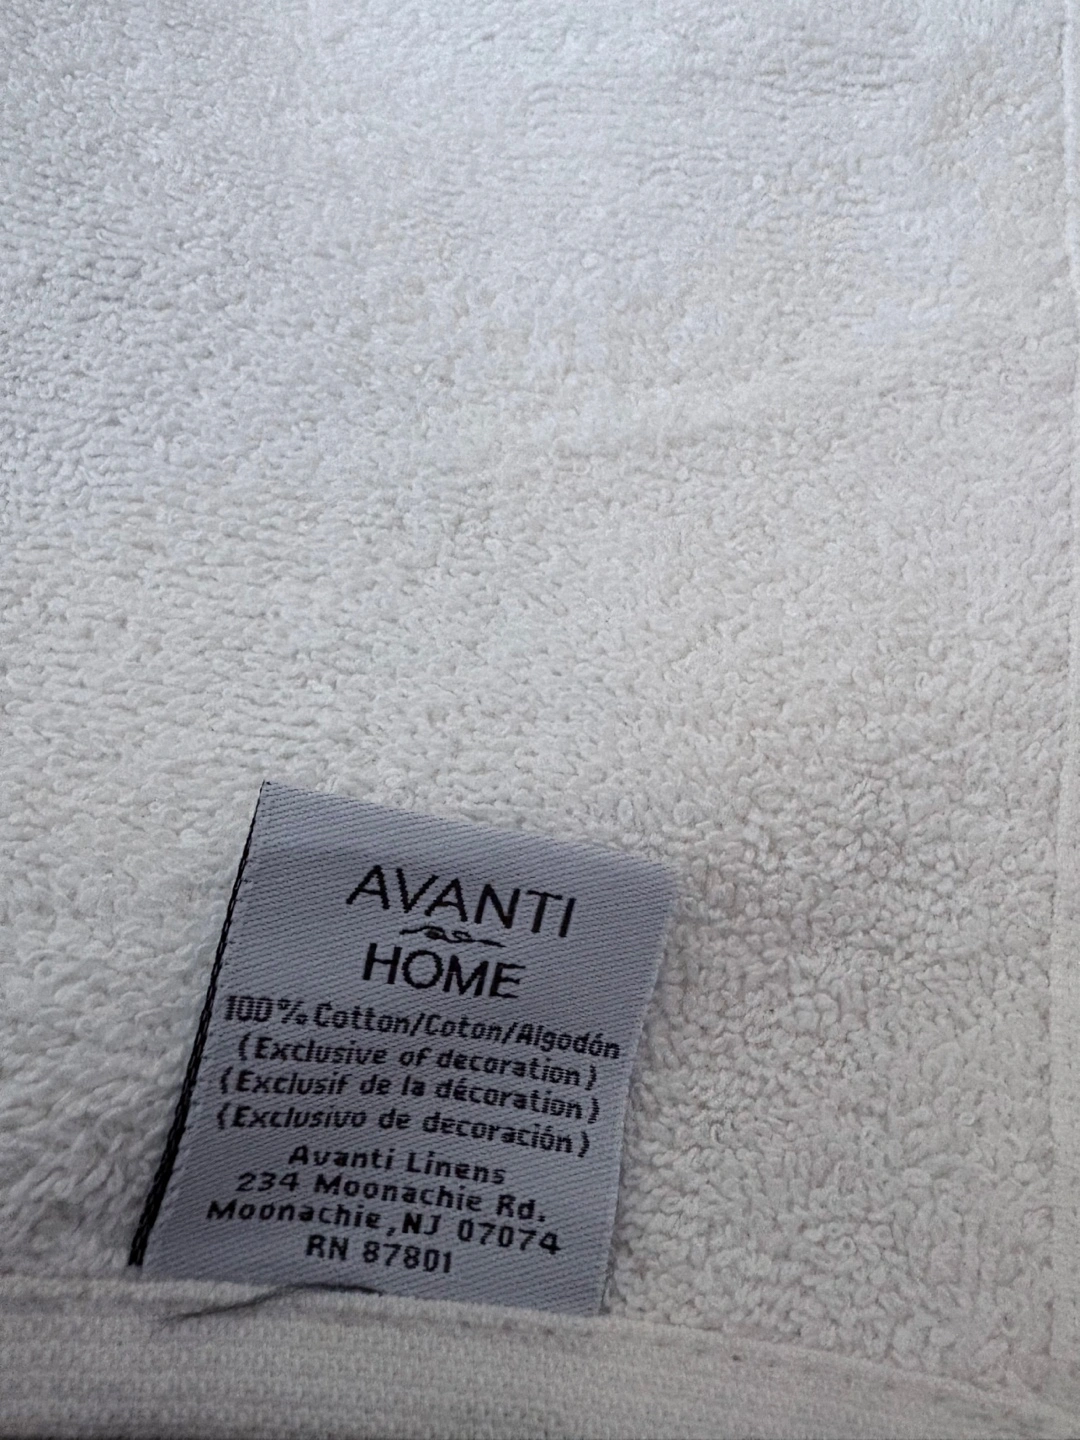 AVANTI
HOME
100% Cotton/Coton/Algodón
(Exclusive of decoration)
(Exclusif de la décoration)
(Exclusivo de decoración)
Avanti Linens
234 Moonachie Rd.
Moonachie,NJ 07074
RN 87801